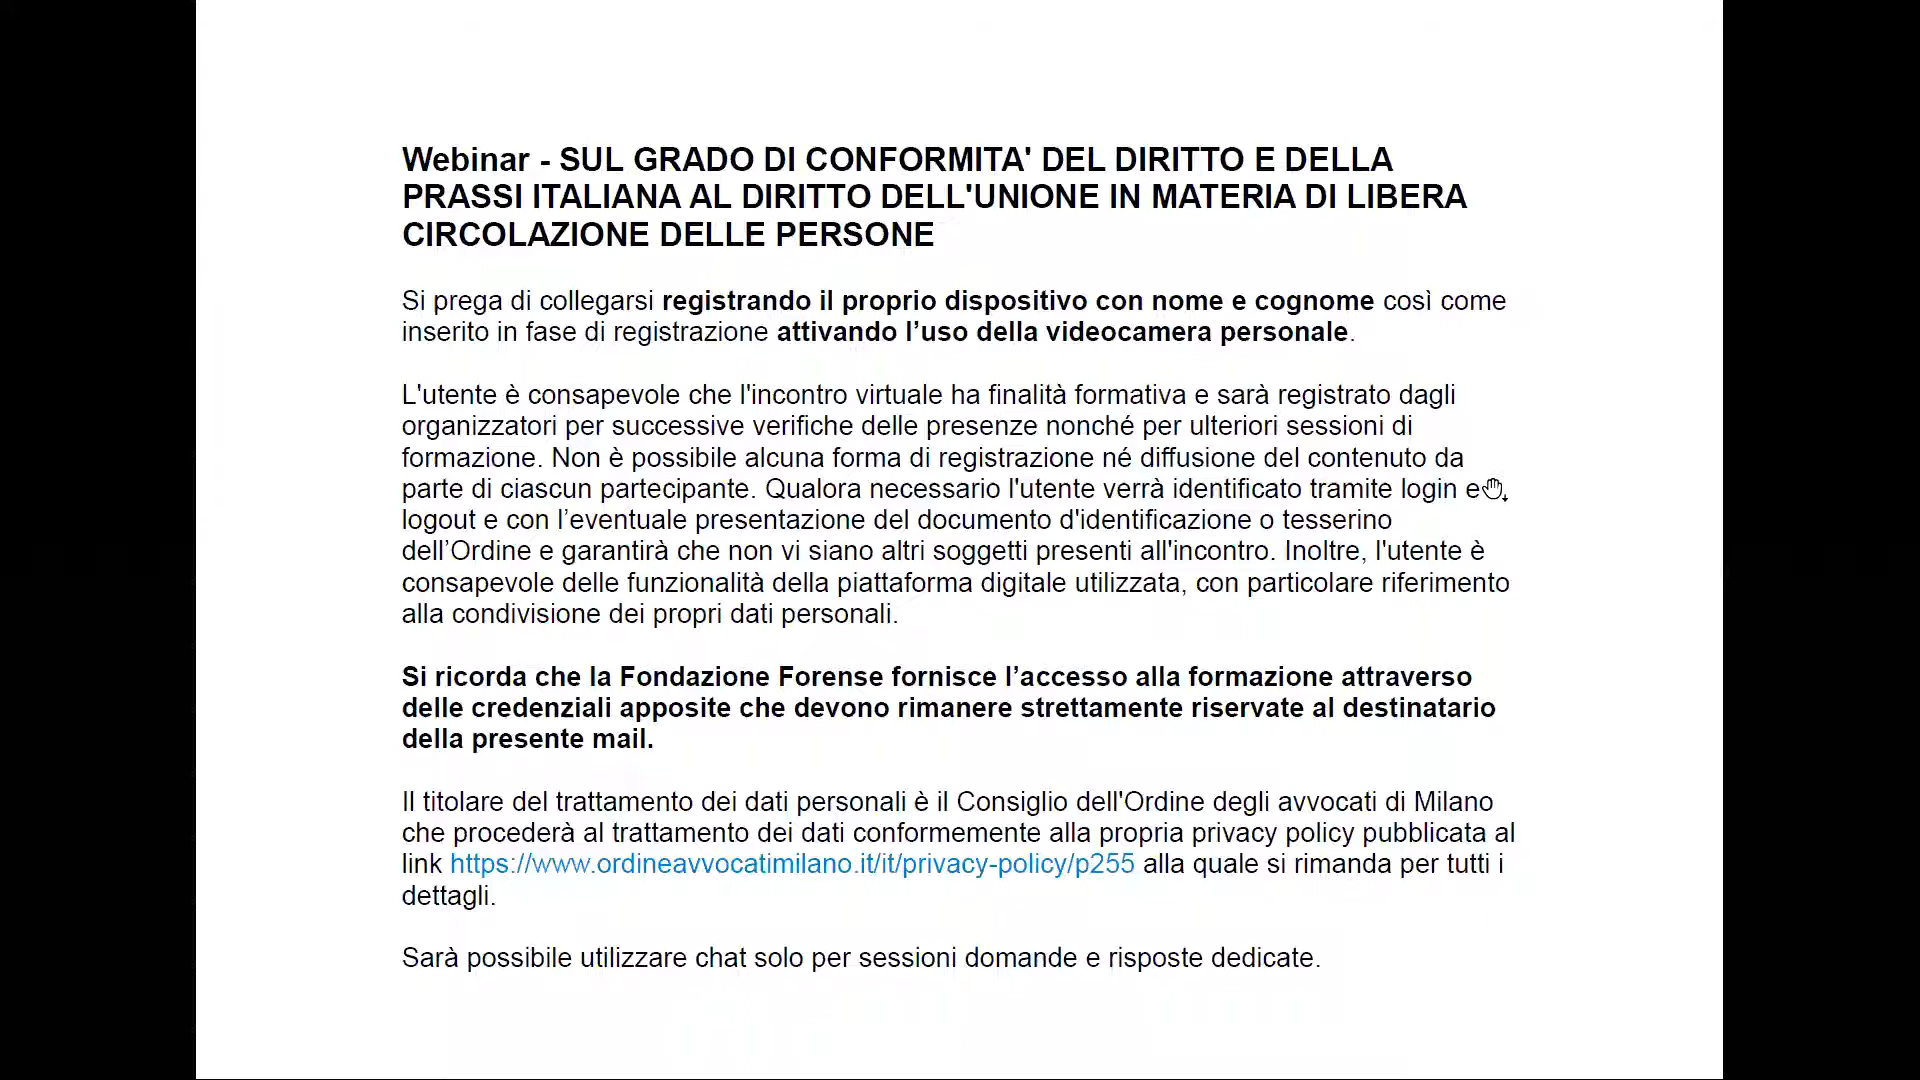 Webinar - SUL GRADO DI CONFORMITA' DEL DIRITTO E DELLA
PRASSI ITALIANA AL DIRITTO DELL'UNIONE IN MATERIA DI LIBERA
CIRCOLAZIONE DELLE PERSONE
Si prega di collegarsi registrando il proprio dispositivo con nome e cognome così come
inserito in fase di registrazione attivando l’uso della videocamera personale.
L'utente è consapevole che l'incontro virtuale ha finalità formativa e sarà registrato dagli
organizzatori per successive verifiche delle presenze nonché per ulteriori sessioni di
formazione. Non è possibile alcuna forma di registrazione né diffusione del contenuto da
parte di ciascun partecipante. Qualora necessario l'utente verrà identificato tramite login e
logout e con l’eventuale presentazione del documento d'identificazione o tesserino
dell’Ordine e garantirà che non vi siano altri soggetti presenti all'incontro. Inoltre, l'utente è
consapevole delle funzionalità della piattaforma digitale utilizzata, con particolare riferimento
alla condivisione dei propri dati personali.
Si ricorda che la Fondazione Forense fornisce l’accesso alla formazione attraverso
delle credenziali apposite che devono rimanere strettamente riservate al destinatario
della presente mail.
Il titolare del trattamento dei dati personali è il Consiglio dell'Ordine degli avvocati di Milano
che procederà al trattamento dei dati conformemente alla propria privacy policy pubblicata al
link https://www.ordineavvocatimilano.it/it/privacy-policy/p255 alla quale si rimanda per tutti i
dettagli.
Sarà possibile utilizzare chat solo per sessioni domande e risposte dedicate.